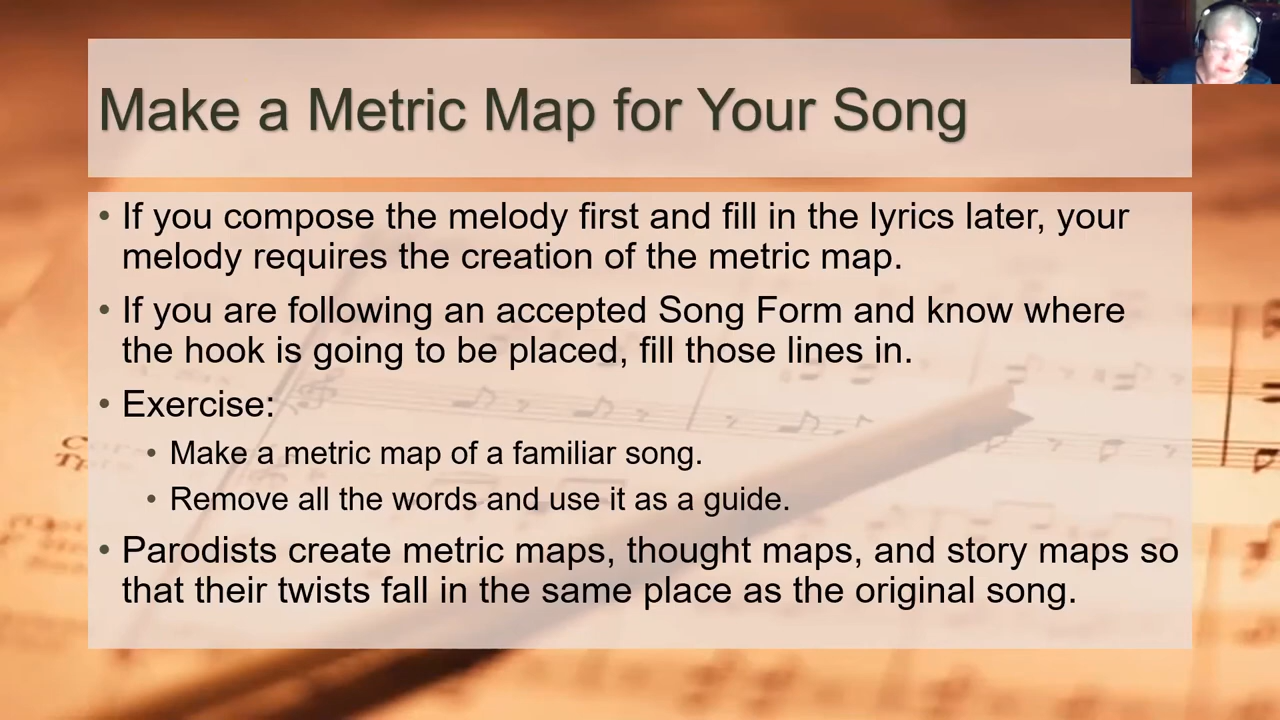 Make a Metric Map for Your Song
• If you compose the melody first and fill in the lyrics later, your
melody requires the creation of the metric map.
• If you are following an accepted Song Form and know where
the hook is going to be placed, fill those lines in.
• Exercise:
• Make a metric map of a familiar song.
• Remove all the words and use it as a guide.
• Parodists create metric maps, thought maps, and story maps so
that their twists fall in the same place as the original song.